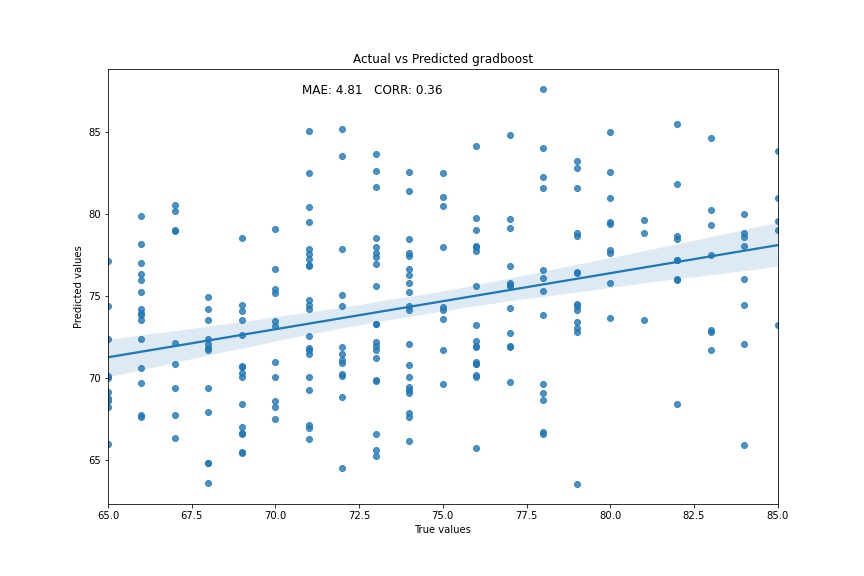 Actual vs Predicted gradboost
MAE: 4.81   CORR: 0.36
85
80
75
70
65
Predicted values
65.0 67.5 70.0 72.5 75.0 77.5 80.0 82.5 85.0
True values